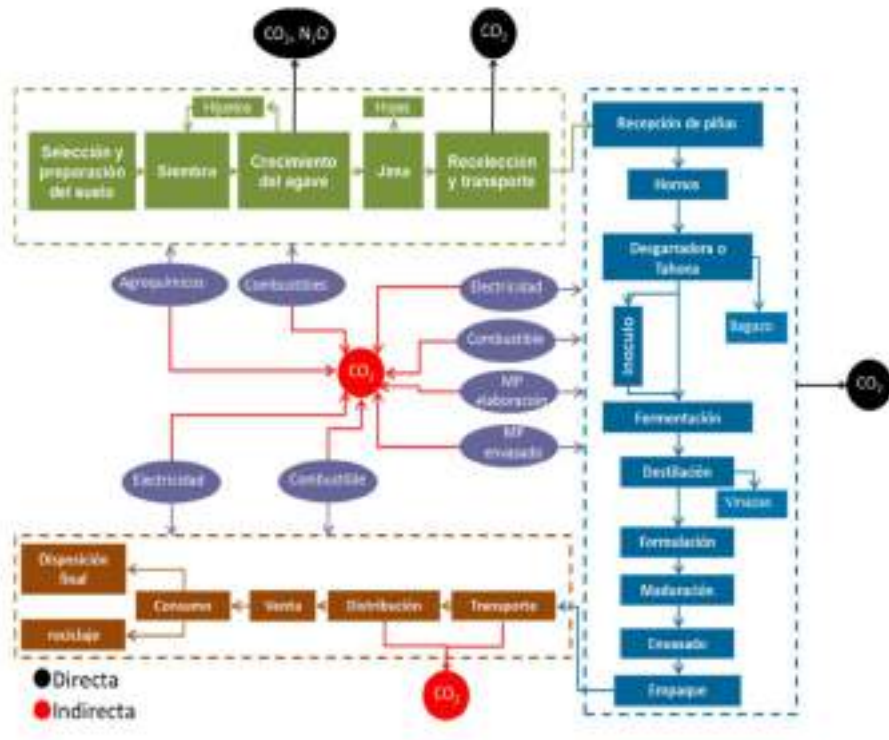 CO₂, N₂O
CO₂
Hijuelos
Hojas
Selección y
preparación
del suelo
Siembra
Crecimiento
del agave
Jima
Recolección
y transporte
Recepción de piñas
Hornos
Desgarradora o
Tahona
Bagazo
Inóculo
Fermentación
Destilación
Vinazas
Formulación
Maduración
Envasado
Empaque
CO₂
Agroquímicos
Combustibles
Electricidad
Combustible
MP
elaboración
MP
envasado
CO₂
Electricidad
Combustible
Disposición
final
reciclaje
Consumo
Venta
Distribución
Transporte
CO₂
Directa
Indirecta